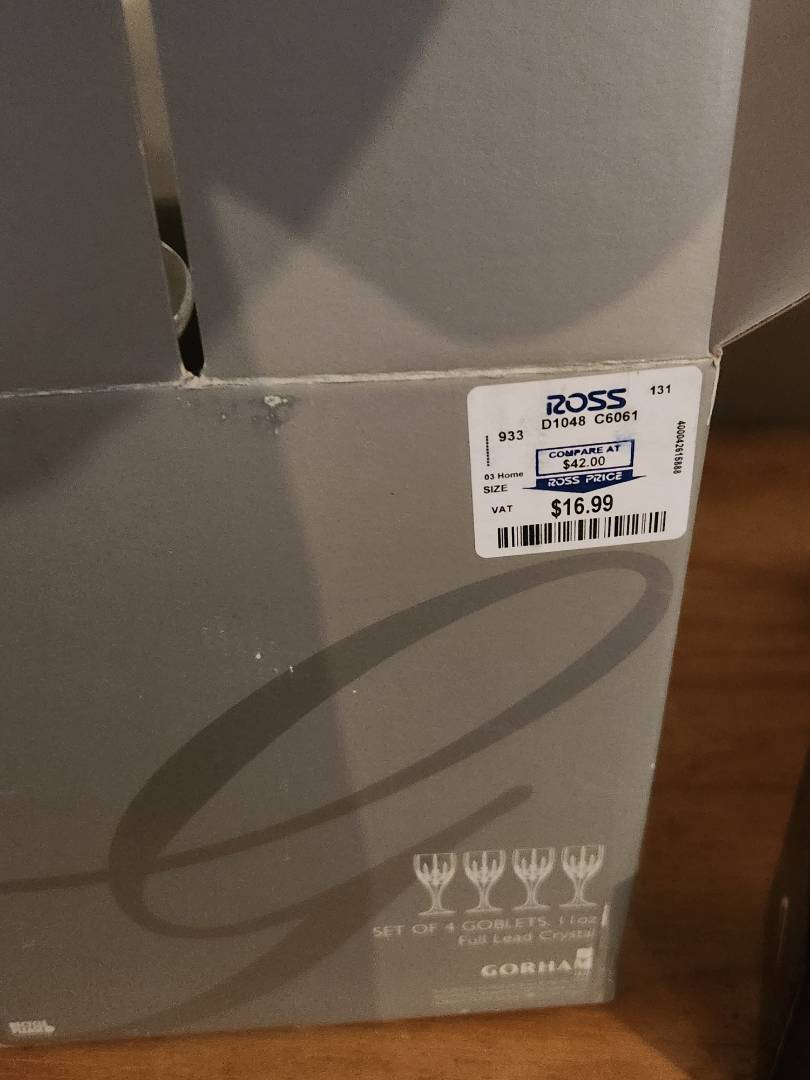 ROSS 131
D1048 C6061
933
COMPARE AT
$42.00
03 Home
SIZE
ROSS PRICE
VAT
$16.99
400042615888
SET OF 4 GOBLETS, 11oz
Full Lead Crystal
GORHAM